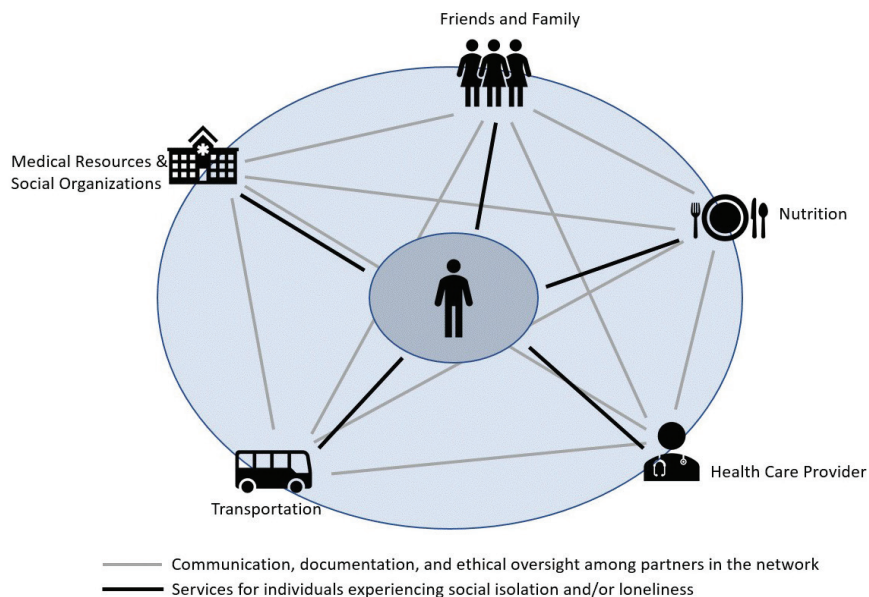 Friends and Family
Medical Resources &
Social Organizations
Nutrition
Health Care Provider
Transportation
Communication, documentation, and ethical oversight among partners in the network
Services for individuals experiencing social isolation and/or loneliness